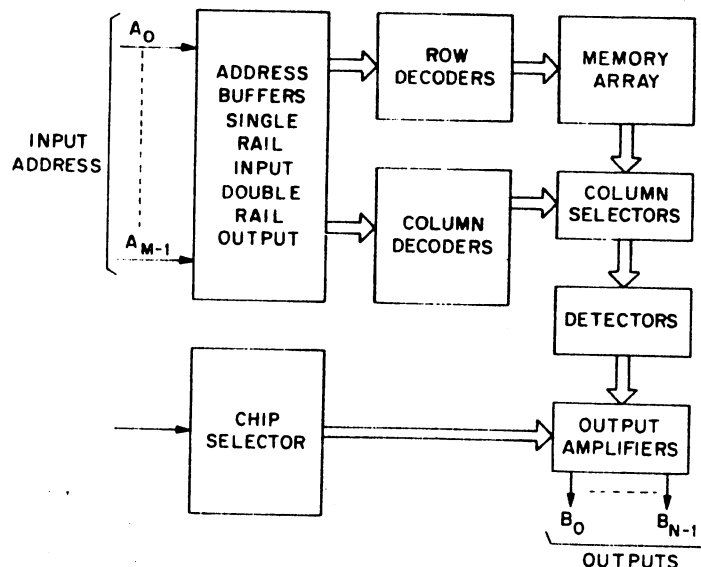 A0
INPUT
ADDRESS
AM-1
ADDRESS
BUFFERS
SINGLE
RAIL
INPUT
DOUBLE
RAIL
OUTPUT
ROW
DECODERS
MEMORY
ARRAY
COLUMN
DECODERS
COLUMN
SELECTORS
DETECTORS
CHIP
SELECTOR
OUTPUT
AMPLIFIERS
B0
BN-1
OUTPUTS